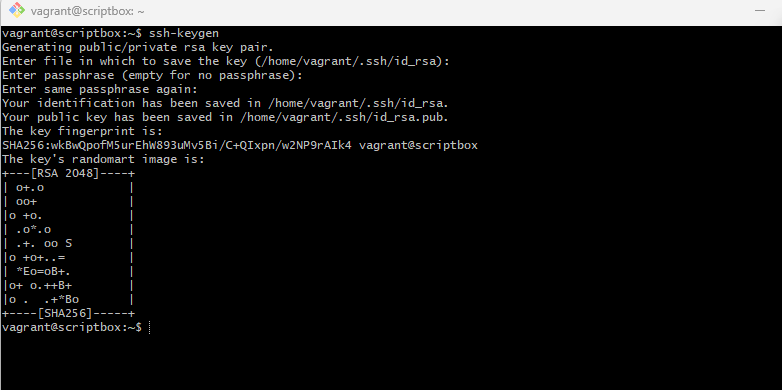 vagrant@scriptbox: ~
vagrant@scriptbox:~$ ssh-keygen
Generating public/private rsa key pair.
Enter file in which to save the key (/home/vagrant/.ssh/id_rsa):
Enter passphrase (empty for no passphrase):
Enter same passphrase again:
Your identification has been saved in /home/vagrant/.ssh/id_rsa.
Your public key has been saved in /home/vagrant/.ssh/id_rsa.pub.
The key fingerprint is:
SHA256:wkBwQpofM5urEhW893uMv5Bi/C+QIxpn/w2NP9rAIk4 vagrant@scriptbox
The key's randomart image is:
+---[RSA 2048]----+
| o+.o            |
| oo+             |
|o +o.            |
| .o*.o           |
| .+. oo S        |
|o +o+..=         |
| *Eo=oB+.        |
|o+ o.++B+        |
|o .  .+*Bo       |
+----[SHA256]-----+
vagrant@scriptbox:~$